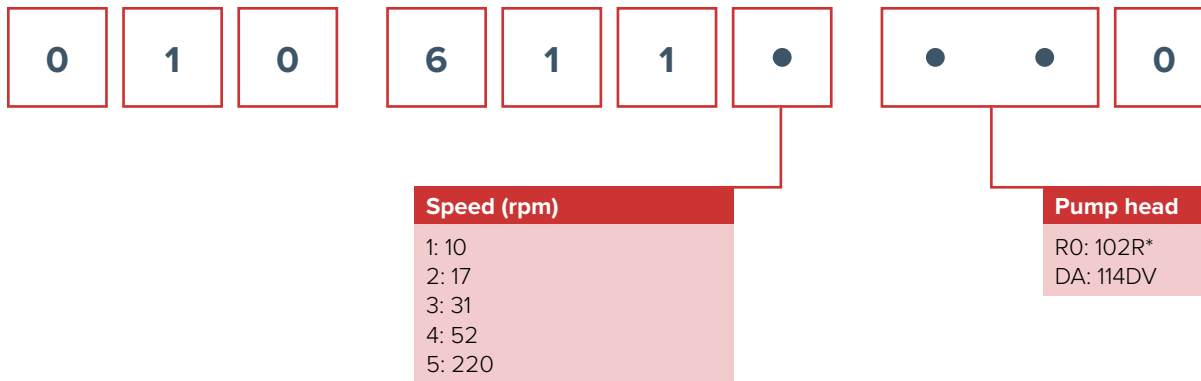 0 1 0 6 1 1 • • • 0
Speed (rpm)
1: 10
2: 17
3: 31
4: 52
5: 220
Pump head
R0: 102R*
DA: 114DV